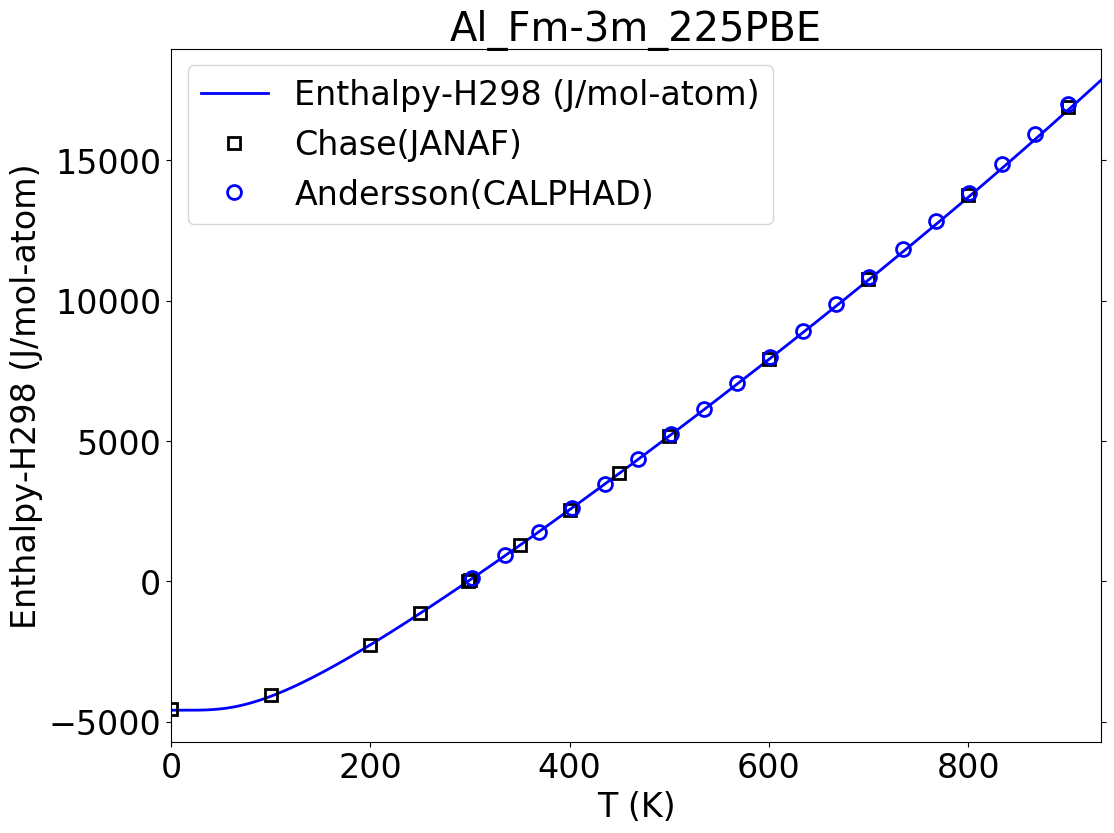 Al_Fm-3m_225PBE
Enthalpy-H298 (J/mol-atom)
Chase(JANAF)
Andersson(CALPHAD)
Enthalpy-H298 (J/mol-atom)
15000
10000
5000
0
−5000
0 200 400 600 800
T (K)